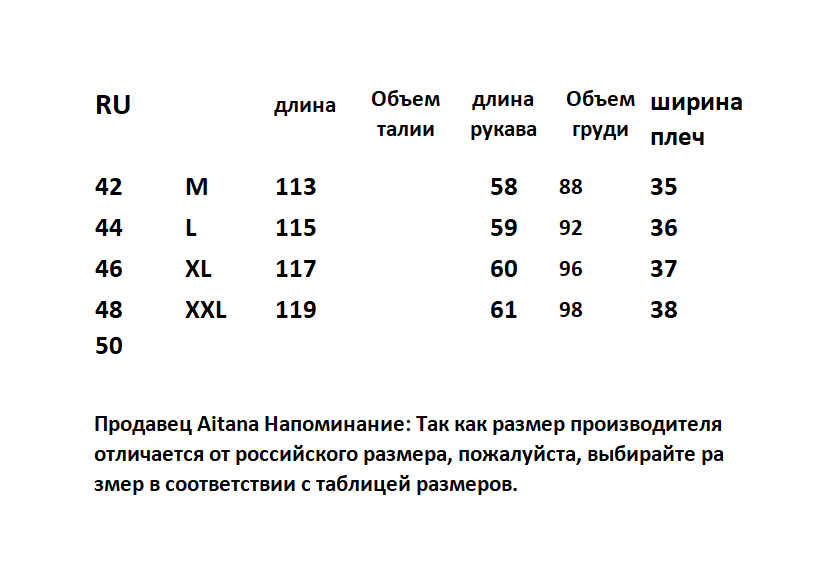 RU длина Объем талии длина рукава Объем груди ширина плеч
42 M 113 58 88 35
44 L 115 59 92 36
46 XL 117 60 96 37
48 XXL 119 61 98 38
50
Продавец Aitana Напоминание: Так как размер производителя
отличается от российского размера, пожалуйста, выбирайте ра
змер в соответствии с таблицей размеров.